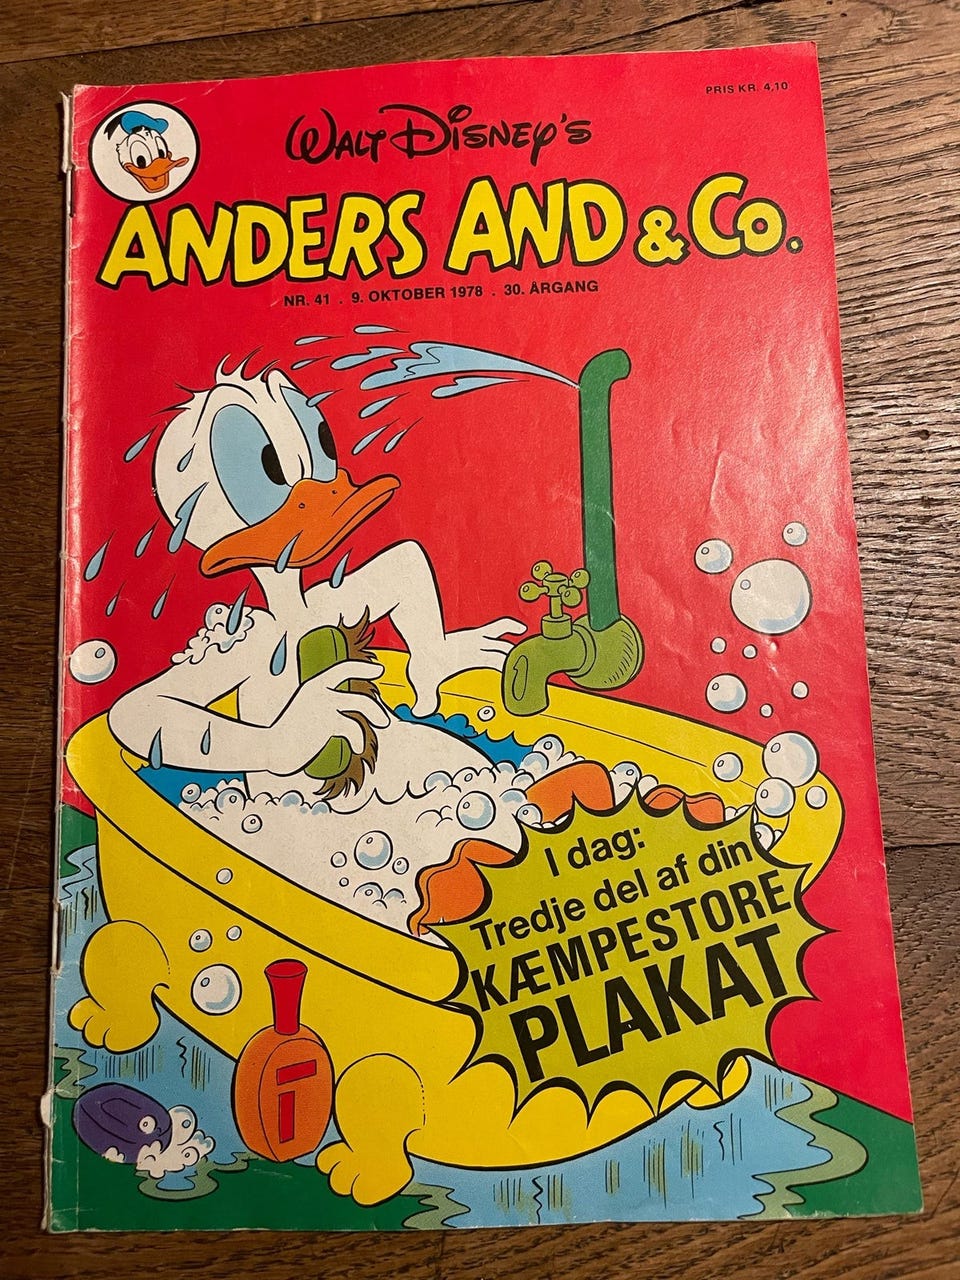 PRIS KR. 4,10
WALT DISNEY'S
ANDERS AND & Co.
NR. 41 . 9. OKTOBER 1978 . 30. ÅRGANG
I dag:
Tredje del af din
KÆMPESTORE
PLAKAT